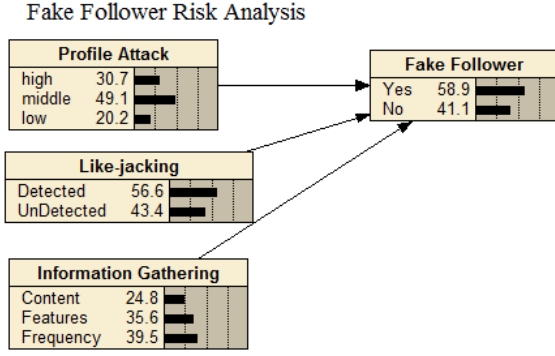 Fake Follower Risk Analysis
Profile Attack
high 30.7
middle 49.1
low 20.2
Fake Follower
Yes 58.9
No 41.1
Like-jacking
Detected 56.6
UnDetected 43.4
Information Gathering
Content 24.8
Features 35.6
Frequency 39.5